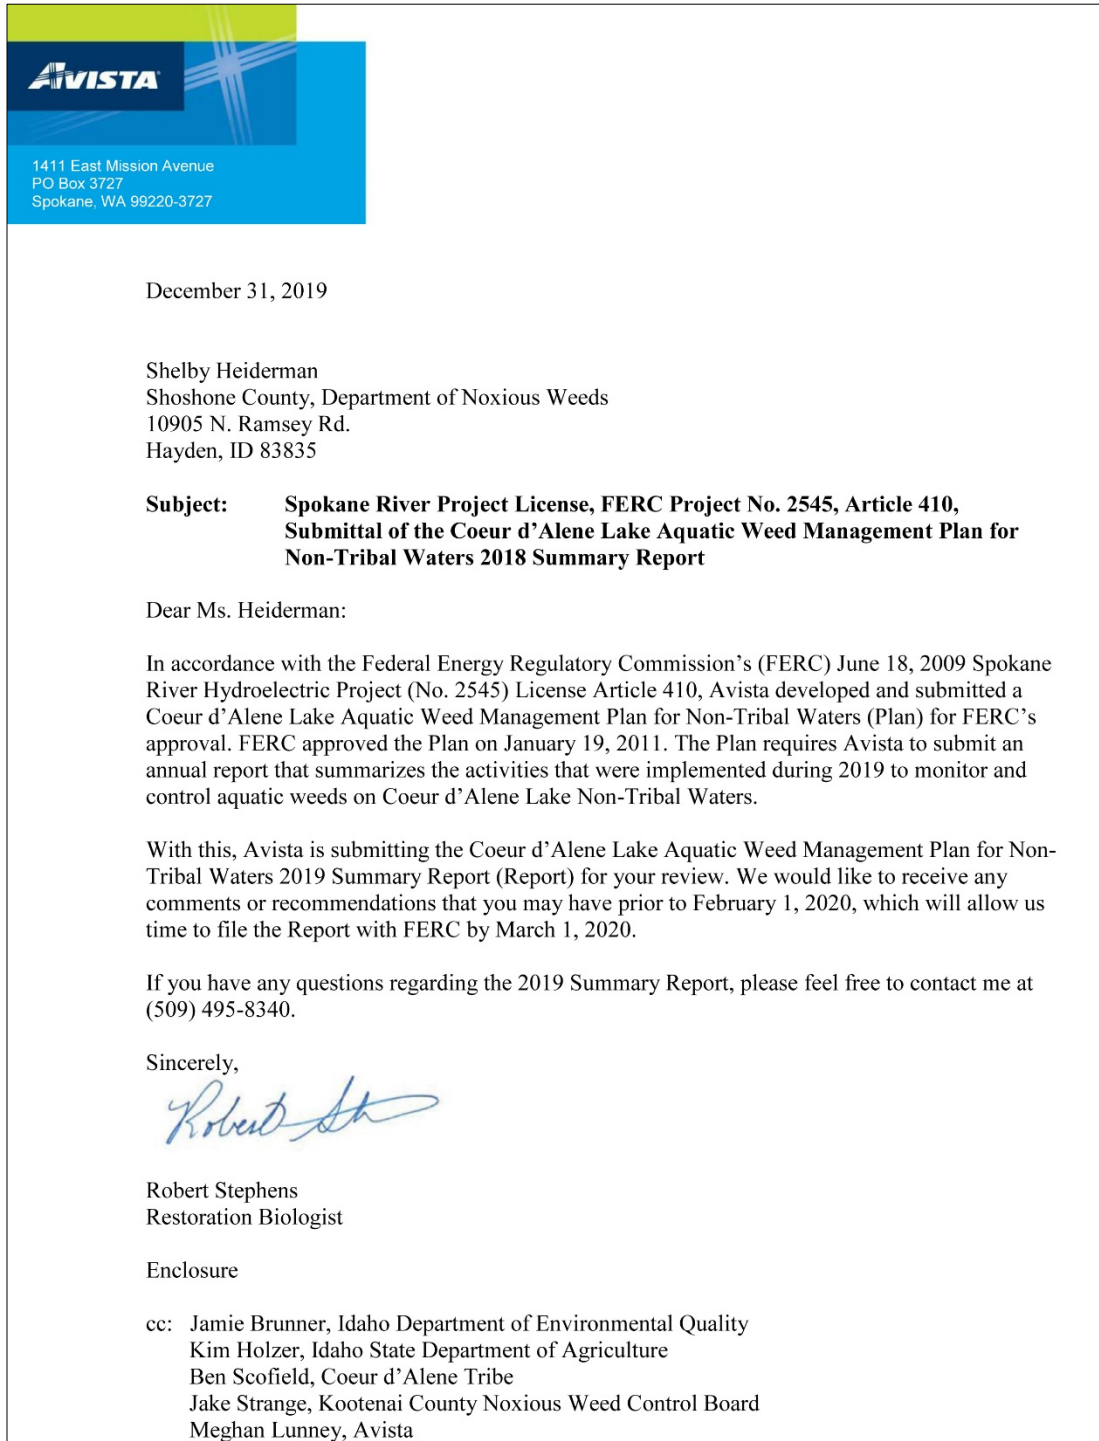 AVISTA
1411 East Mission Avenue
PO Box 3727
Spokane, WA 99220-3727
December 31, 2019
Shelby Heiderman
Shoshone County, Department of Noxious Weeds
10905 N. Ramsey Rd.
Hayden, ID 83835
Subject: Spokane River Project License, FERC Project No. 2545, Article 410,
Submittal of the Coeur d’Alene Lake Aquatic Weed Management Plan for
Non-Tribal Waters 2018 Summary Report
Dear Ms. Heiderman:
In accordance with the Federal Energy Regulatory Commission’s (FERC) June 18, 2009 Spokane
River Hydroelectric Project (No. 2545) License Article 410, Avista developed and submitted a
Coeur d’Alene Lake Aquatic Weed Management Plan for Non-Tribal Waters (Plan) for FERC’s
approval. FERC approved the Plan on January 19, 2011. The Plan requires Avista to submit an
annual report that summarizes the activities that were implemented during 2019 to monitor and
control aquatic weeds on Coeur d’Alene Lake Non-Tribal Waters.
With this, Avista is submitting the Coeur d’Alene Lake Aquatic Weed Management Plan for Non-
Tribal Waters 2019 Summary Report (Report) for your review. We would like to receive any
comments or recommendations that you may have prior to February 1, 2020, which will allow us
time to file the Report with FERC by March 1, 2020.
If you have any questions regarding the 2019 Summary Report, please feel free to contact me at
(509) 495-8340.
Sincerely,
Robert St
Robert Stephens
Restoration Biologist
Enclosure
cc: Jamie Brunner, Idaho Department of Environmental Quality
Kim Holzer, Idaho State Department of Agriculture
Ben Scofield, Coeur d’Alene Tribe
Jake Strange, Kootenai County Noxious Weed Control Board
Meghan Lunney, Avista